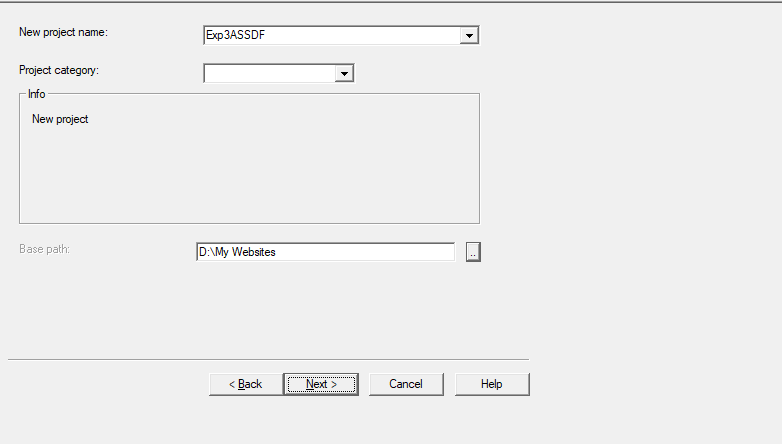 New project name: Exp3ASSDF
Project category:
Info
New project
Base path: D:\My Websites ..
< Back Next > Cancel Help